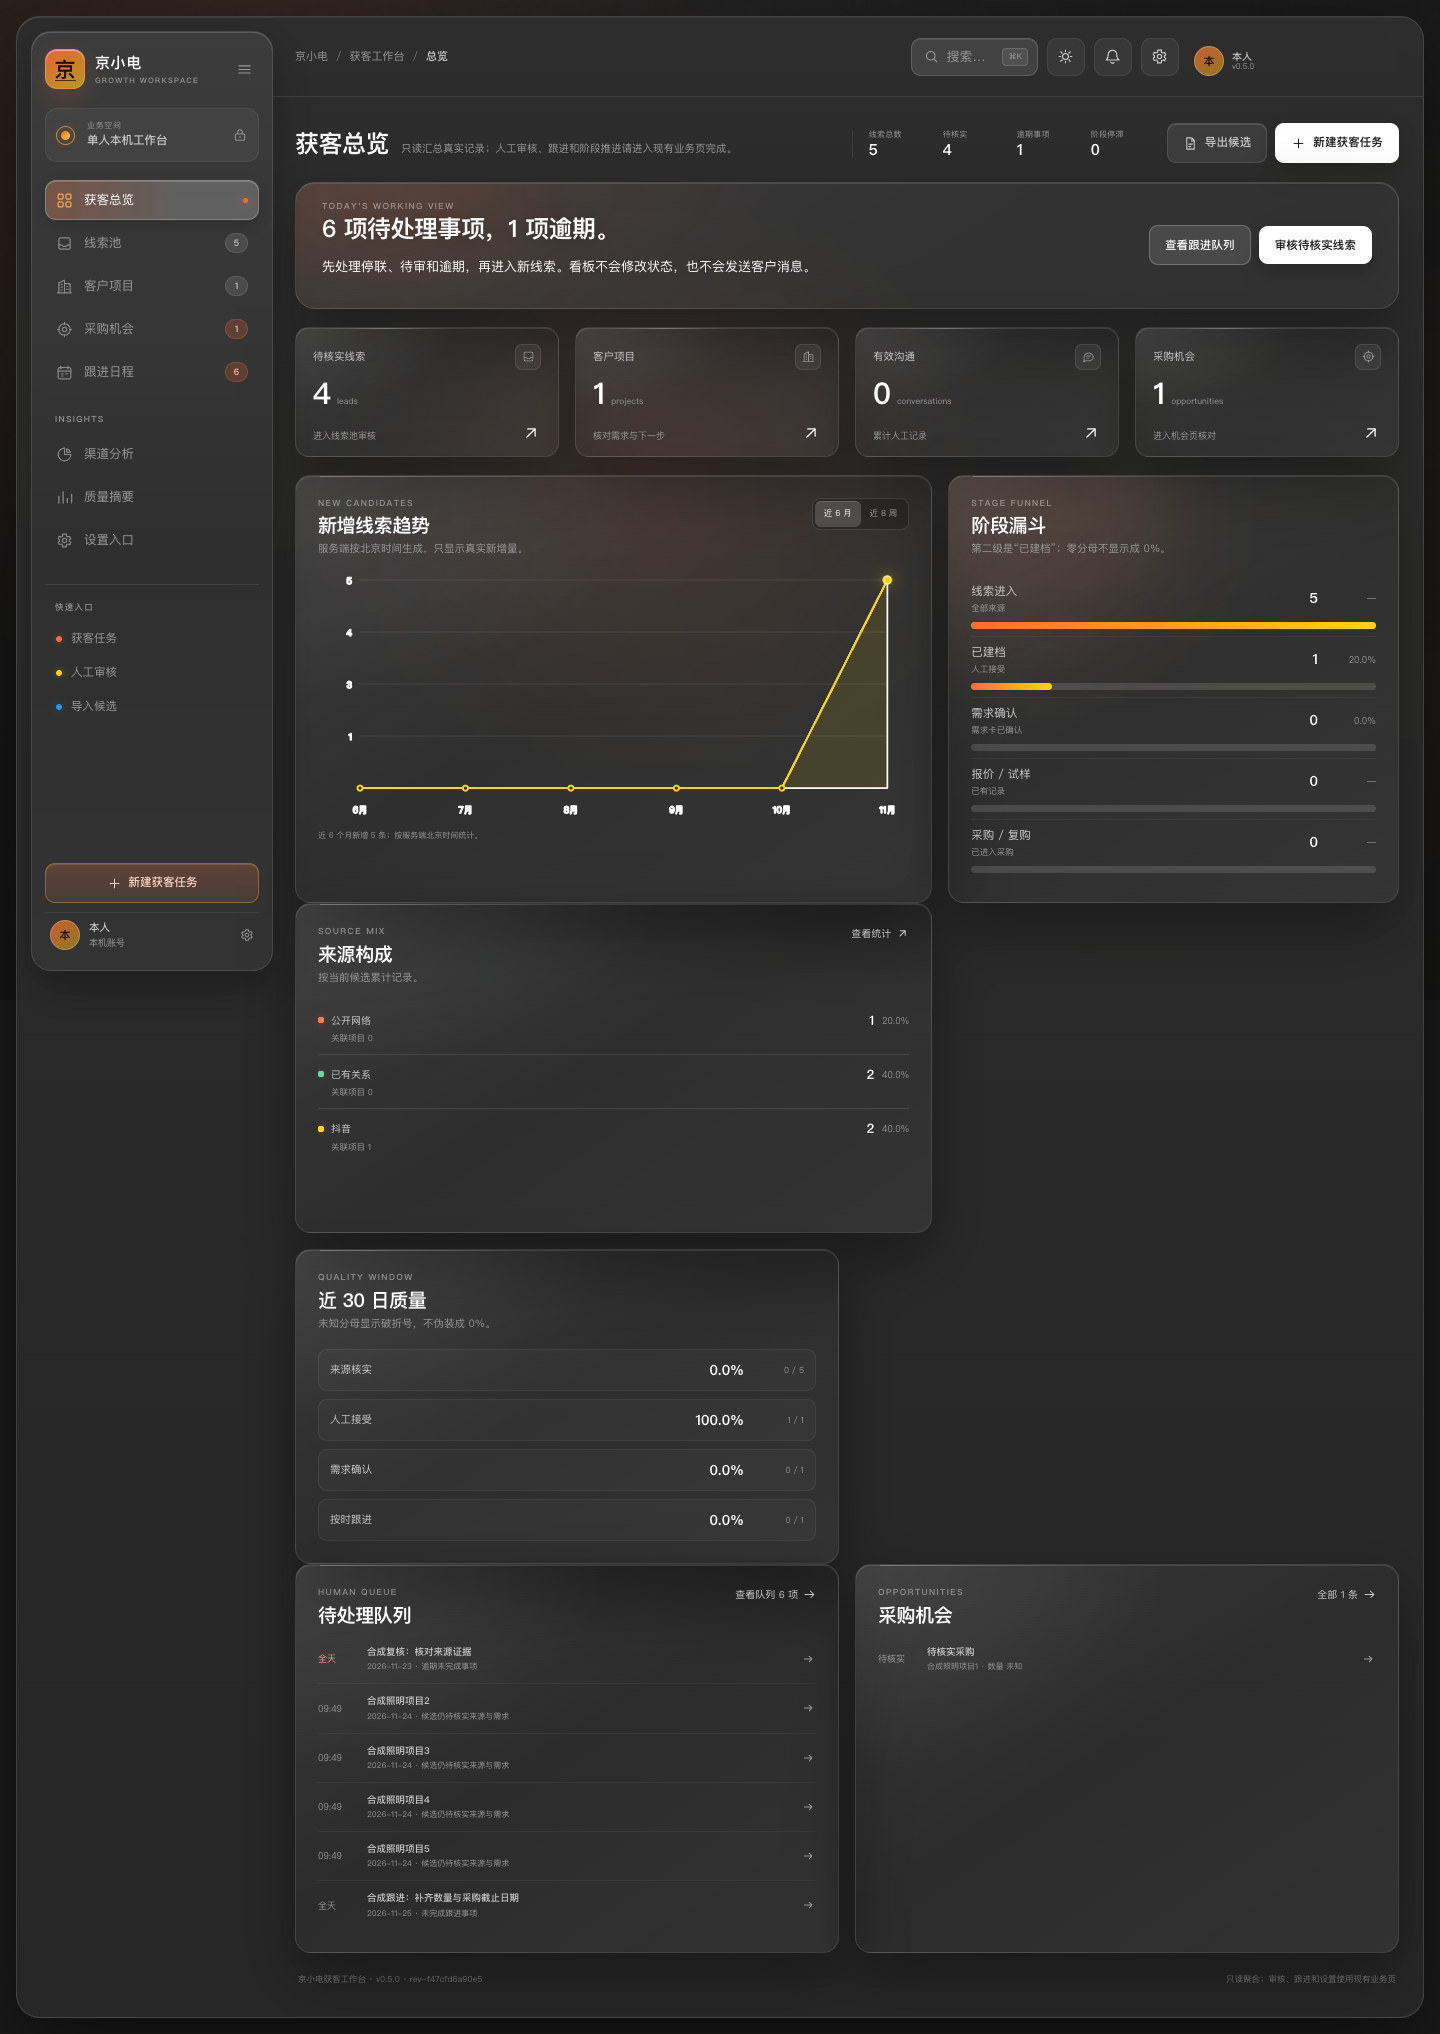 京
京小电
GROWTH WORKSPACE
业务空间
单人本机工作台
获客总览
线索池 5
客户项目 1
采购机会 1
跟进日程 6
INSIGHTS
渠道分析
质量摘要
设置入口
快速入口
获客任务
人工审核
导入候选
+ 新建获客任务
本
本人
本机账号
京小电 / 获客工作台 / 总览
搜索... ⌘K
本
本人
v0.5.0
获客总览 只读汇总真实记录；人工审核、跟进和阶段推进请进入现有业务页完成。
线索总数 待核实 逾期事项 阶段停滞
5 4 1 0
导出候选
+ 新建获客任务
TODAY'S WORKING VIEW
6 项待处理事项，1 项逾期。
先处理停联、待审和逾期，再进入新线索。看板不会修改状态，也不会发送客户消息。
查看跟进队列
审核待核实线索
待核实线索
4 leads
进入线索池审核
客户项目
1 projects
核对需求与下一步
有效沟通
0 conversations
累计人工记录
采购机会
1 opportunities
进入机会页核对
NEW CANDIDATES
新增线索趋势
服务端按北京时间生成，只显示真实新增量。
近 6 月 近 8 周
5
4
3
1
6月 7月 8月 9月 10月 11月
近 6 个月新增 5 条；按服务端北京时间统计。
STAGE FUNNEL
阶段漏斗
第二级是“已建档”；零分母不显示成 0%。
线索进入 5 —
全部来源
已建档 1 20.0%
人工接受
需求确认 0 0.0%
需求卡已确认
报价 / 试样 0 —
已有记录
采购 / 复购 0 —
已进入采购
SOURCE MIX
来源构成
按当前候选累计记录。
查看统计
公开网络 1 20.0%
关联项目 0
已有关系 2 40.0%
关联项目 0
抖音 2 40.0%
关联项目 1
QUALITY WINDOW
近 30 日质量
未知分母显示破折号，不伪装成 0%。
来源核实 0.0% 0 / 5
人工接受 100.0% 1 / 1
需求确认 0.0% 0 / 1
按时跟进 0.0% 0 / 1
HUMAN QUEUE
待处理队列
查看队列 6 项
全天 合成复核：核对来源证据
2026-11-23 · 逾期未完成事项
09:49 合成照明项目2
2026-11-24 · 候选仍待核实来源与需求
09:49 合成照明项目3
2026-11-24 · 候选仍待核实来源与需求
09:49 合成照明项目4
2026-11-24 · 候选仍待核实来源与需求
09:49 合成照明项目5
2026-11-24 · 候选仍待核实来源与需求
全天 合成跟进：补齐数量与采购截止日期
2026-11-25 · 未完成跟进事项
OPPORTUNITIES
采购机会
全部 1 条
待核实 待核实采购
合成照明项目1 · 数量 未知
京小电获客工作台 · v0.5.0 · rev-f47cfd6a90e5
只读聚合；审核、跟进和设置使用现有业务页